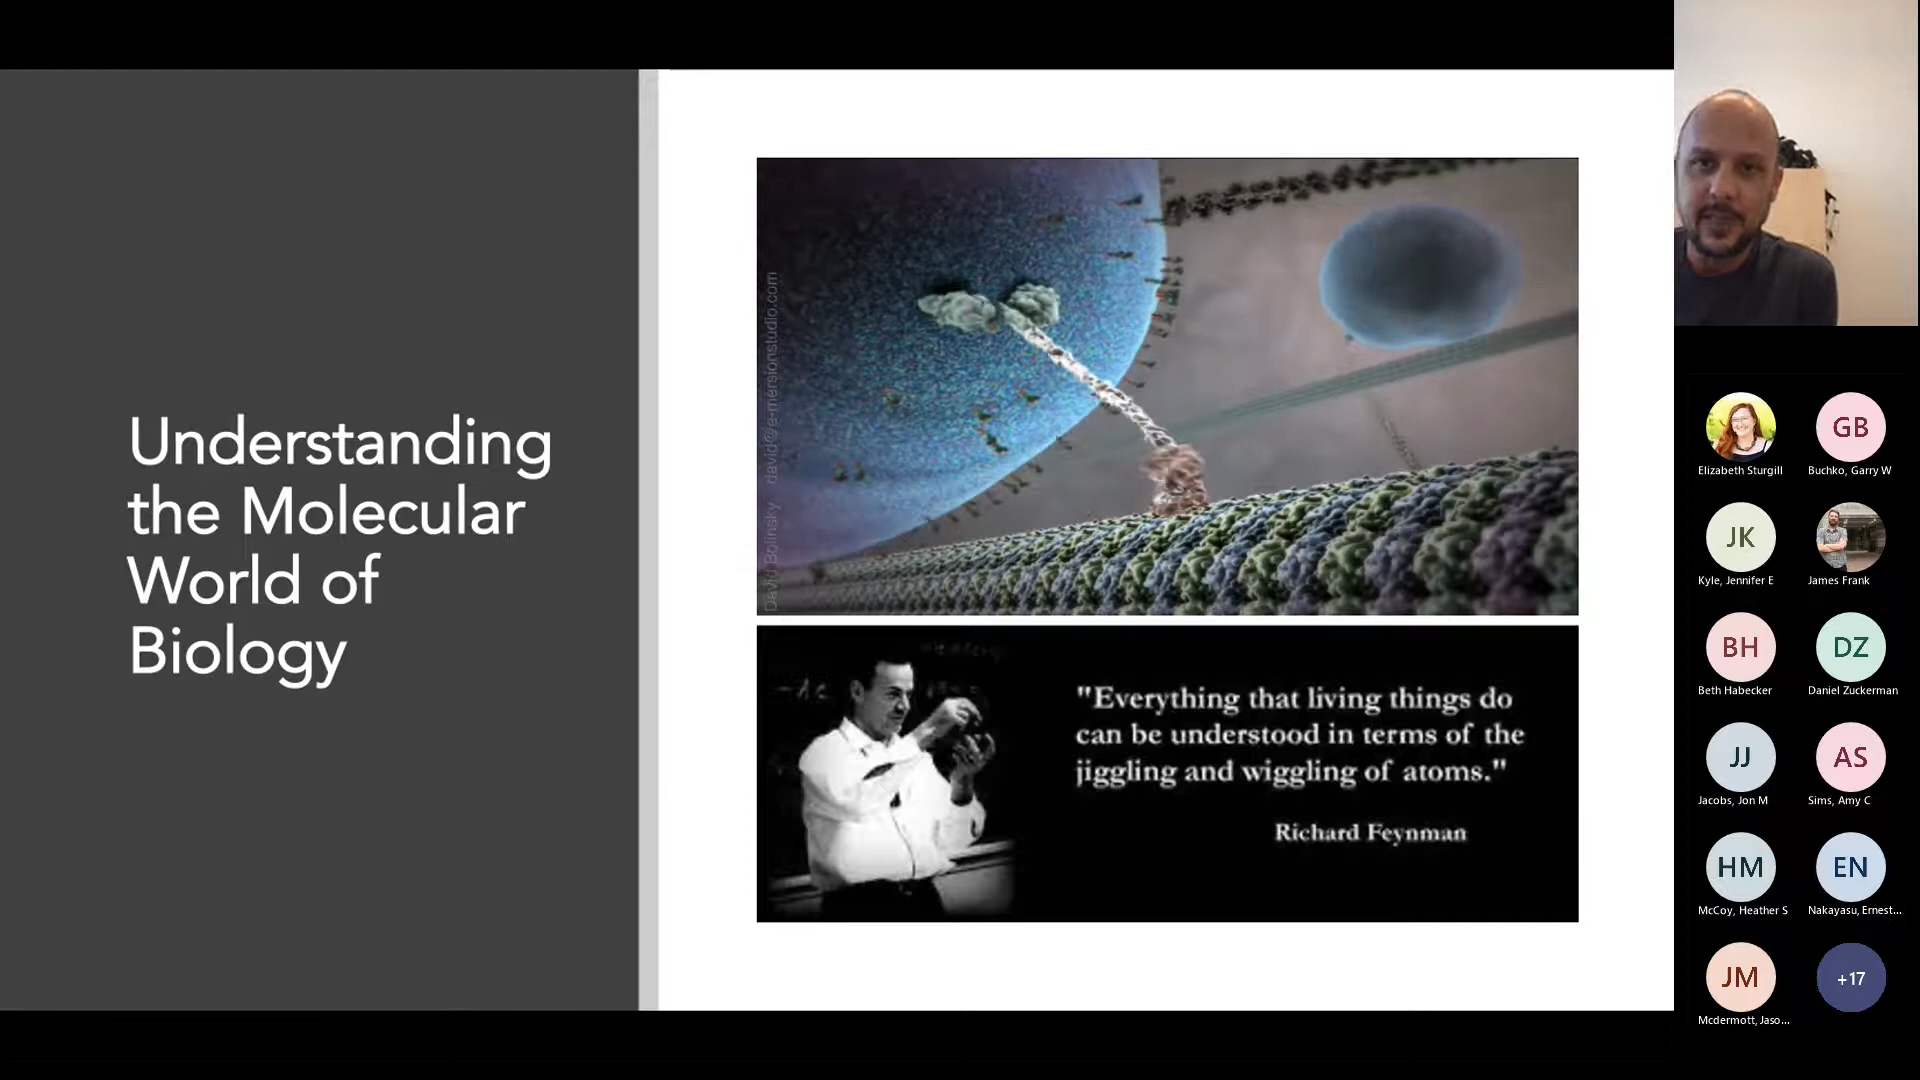 Understanding
the Molecular
World of
Biology
David Bolinsky david@e-mersionstudio.com
"Everything that living things do
can be understood in terms of the
jiggling and wiggling of atoms."
Richard Feynman
Elizabeth Sturgill
GB
Buchko, Garry W
JK
Kyle, Jennifer E
James Frank
BH
Beth Habecker
DZ
Daniel Zuckerman
JJ
Jacobs, Jon M
AS
Sims, Amy C
HM
McCoy, Heather S
EN
Nakayasu, Ernest...
JM
Mcdermott, Jaso...
+17